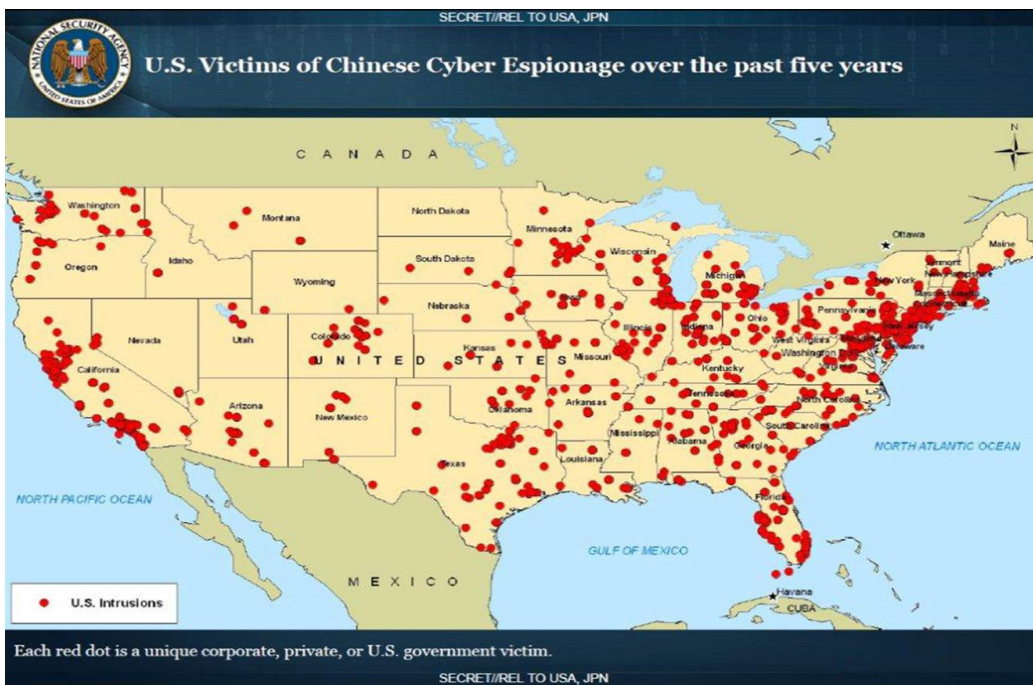 SECRET//REL TO USA, JPN
NATIONAL SECURITY AGENCY
UNITED STATES OF AMERICA
U.S. Victims of Chinese Cyber Espionage over the past five years
CANADA
N
Washington
Montana
North Dakota
Minnesota
Ottawa
Maine
Oregon
Idaho
South Dakota
Wisconsin
Michigan
Vermont
New Hampshire
New York
Massachusetts
Wyoming
Nebraska
Iowa
Pennsylvania
New Jersey
Nevada
Utah
Colorado
Kansas
Illinois
Indiana
Ohio
West Virginia
Delaware
UNITED STATES
Missouri
Washington
Virginia
California
Kentucky
Arizona
New Mexico
Oklahoma
Arkansas
Tennessee
North Carolina
South Carolina
Mississippi
Alabama
Georgia
NORTH ATLANTIC OCEAN
Texas
Louisiana
NORTH PACIFIC OCEAN
Florida
GULF OF MEXICO
MEXICO
Havana
CUBA
U.S. Intrusions
Each red dot is a unique corporate, private, or U.S. government victim.
SECRET//REL TO USA, JPN